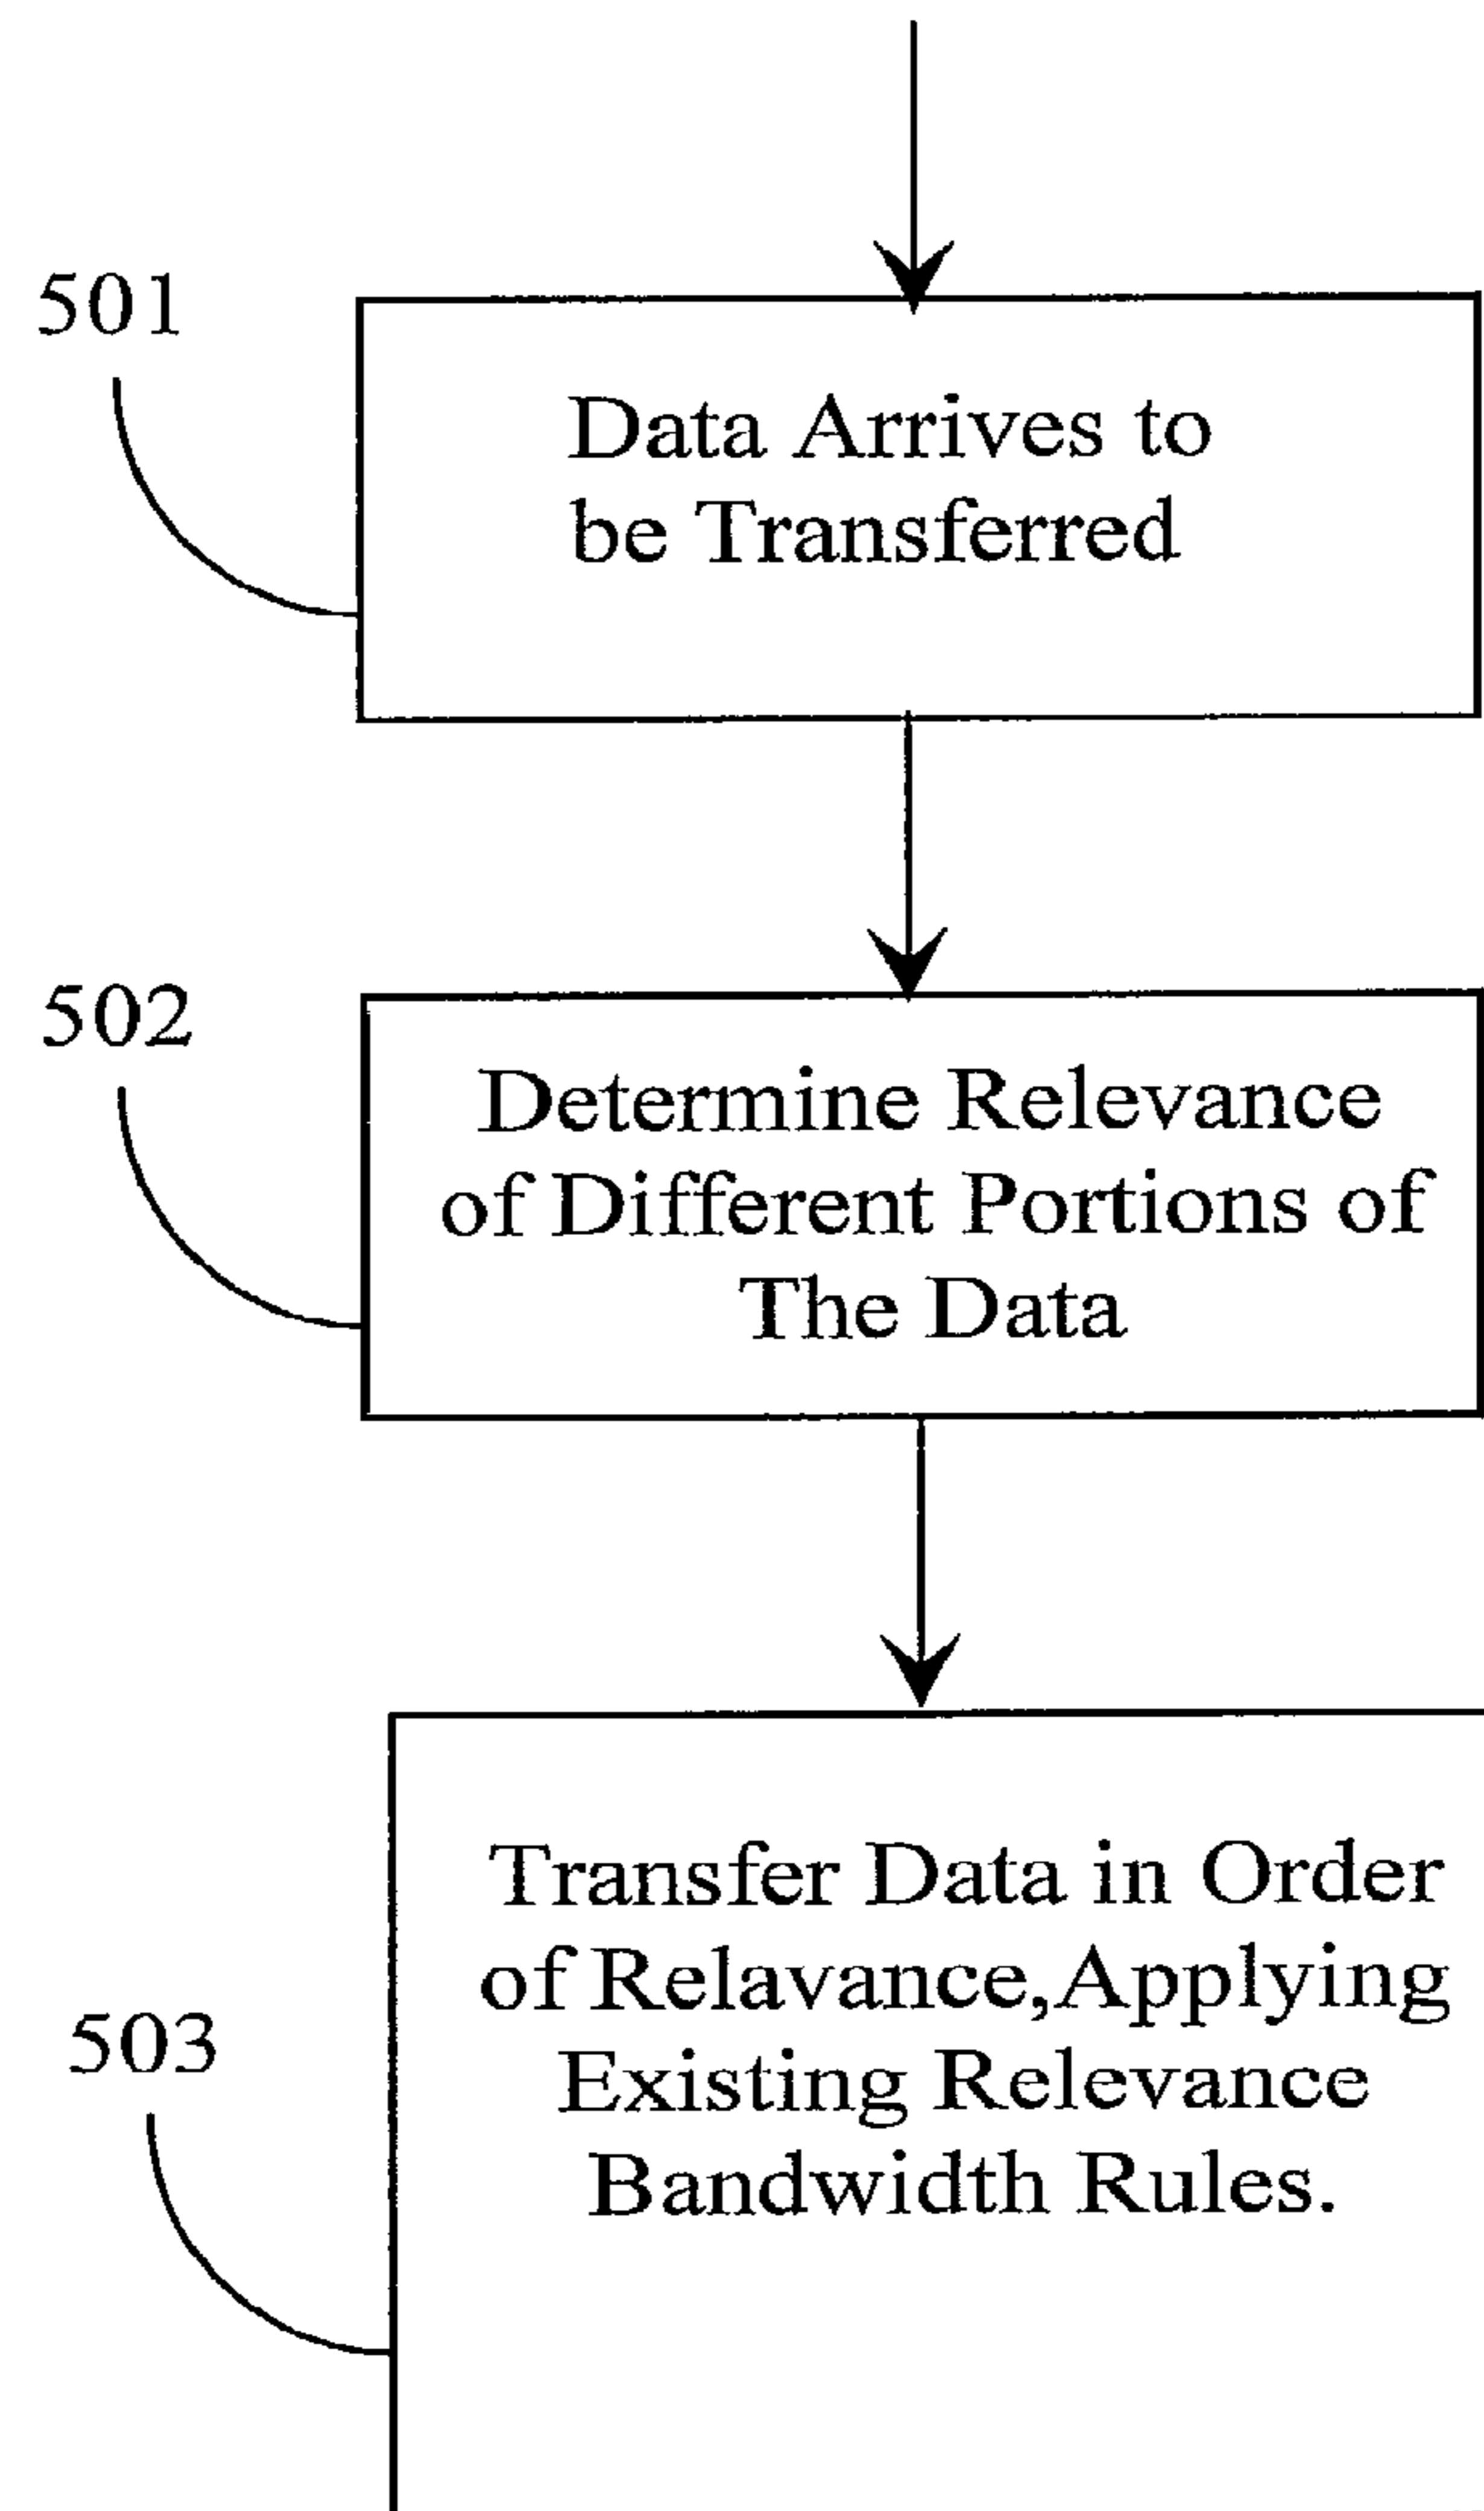 501
Data Arrives to
be Transferred
502
Determine Relevance
of Different Portions of
The Data
Transfer Data in Order
of Relavance,Applying
503
Existing Relevance
Bandwidth Rules.